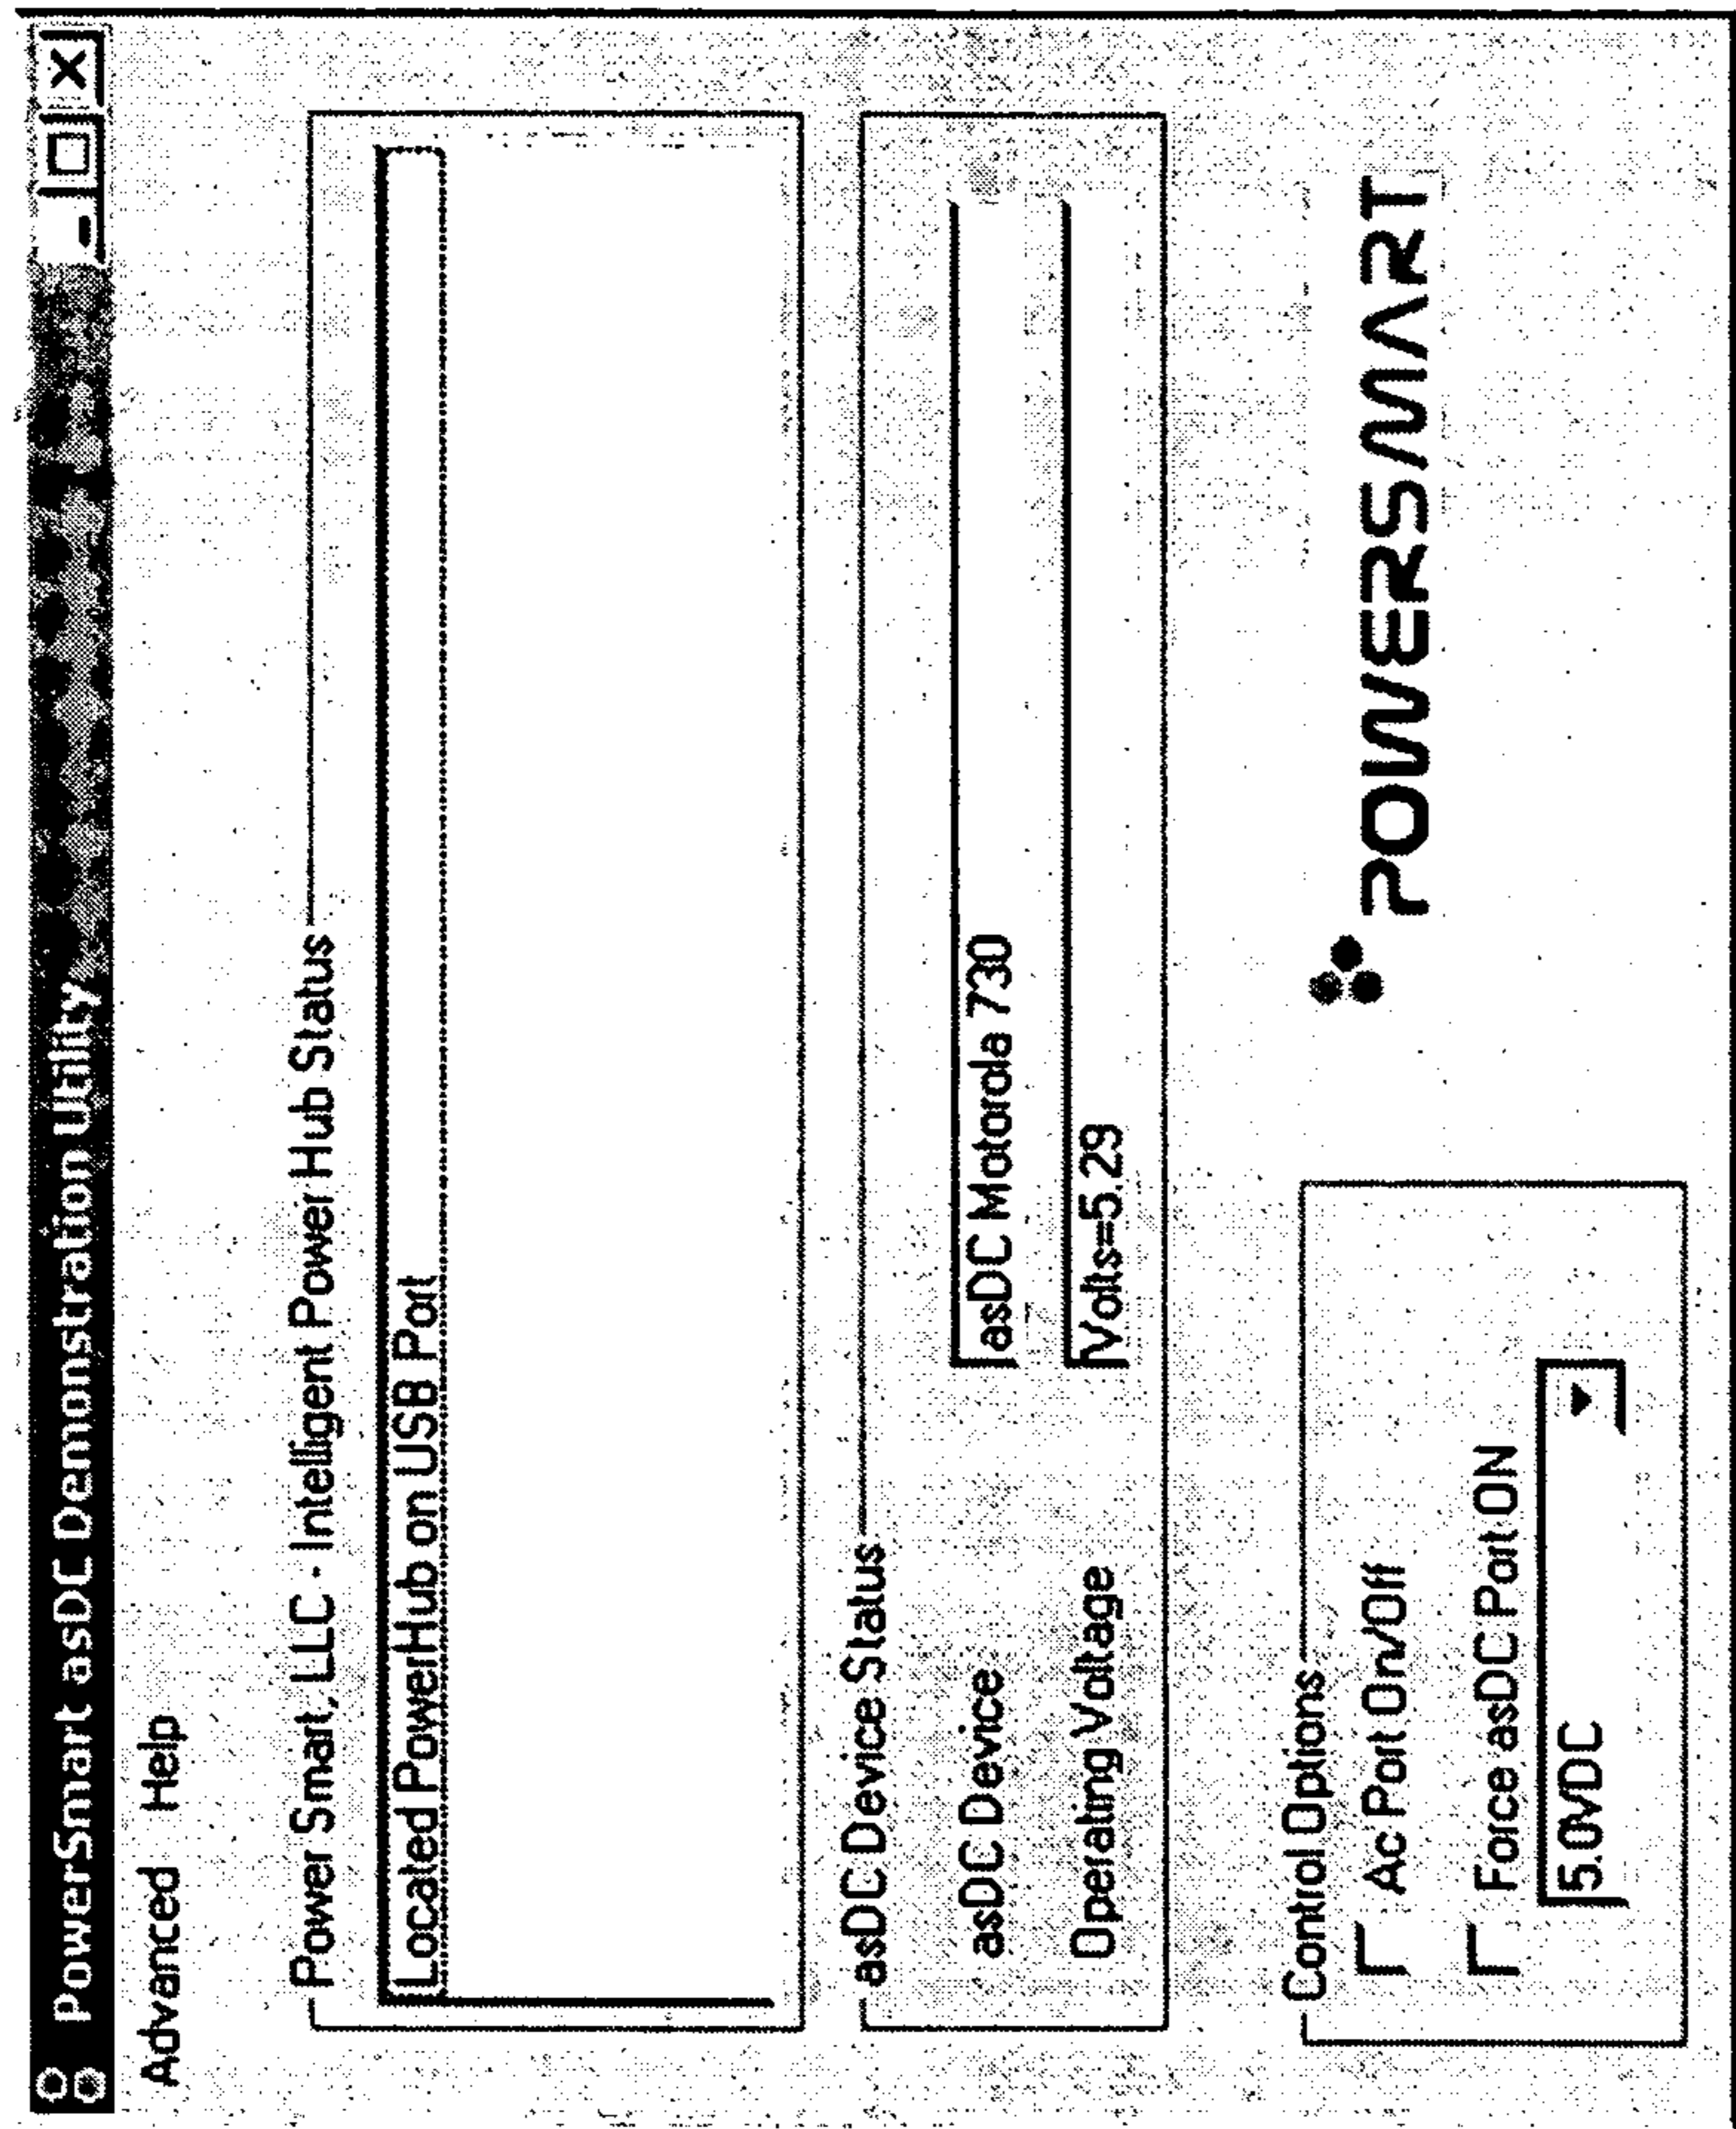 PowerSmart asDC Demonstration Utility
Advanced Help
Power Smart, LLC - Intelligent Power Hub Status
Located PowerHub on USB Port
asDC Device Status
asDC Device
asDC Motorola 730
Operating Voltage
Volts=5.29
Control Options
Ac Port On/Off
Force asDC Port ON
5.0VDC
POWERSMART